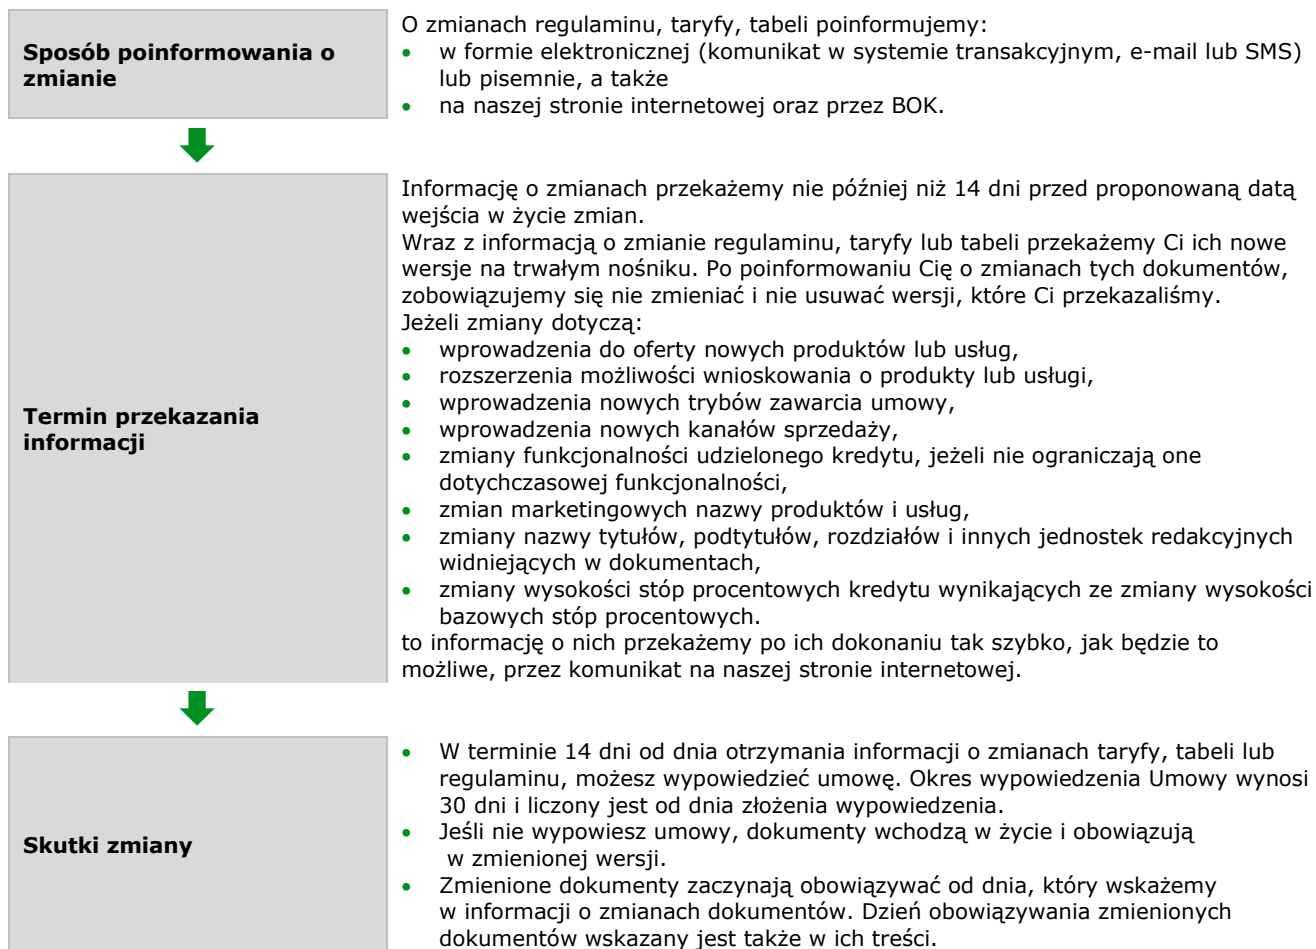 Sposób poinformowania o
zmianie
O zmianach regulaminu, taryfy, tabeli poinformujemy:
• w formie elektronicznej (komunikat w systemie transakcyjnym, e-mail lub SMS)
lub pisemnie, a także
• na naszej stronie internetowej oraz przez BOK.
Termin przekazania
informacji
Informację o zmianach przekażemy nie później niż 14 dni przed proponowaną datą
wejścia w życie zmian.
Wraz z informacją o zmianie regulaminu, taryfy lub tabeli przekażemy Ci ich nowe
wersje na trwałym nośniku. Po poinformowaniu Cię o zmianach tych dokumentów,
zobowiązujemy się nie zmieniać i nie usuwać wersji, które Ci przekazaliśmy.
Jeżeli zmiany dotyczą:
• wprowadzenia do oferty nowych produktów lub usług,
• rozszerzenia możliwości wnioskowania o produkty lub usługi,
• wprowadzenia nowych trybów zawarcia umowy,
• wprowadzenia nowych kanałów sprzedaży,
• zmiany funkcjonalności udzielonego kredytu, jeżeli nie ograniczają one
dotychczasowej funkcjonalności,
• zmian marketingowych nazwy produktów i usług,
• zmiany nazwy tytułów, podtytułów, rozdziałów i innych jednostek redakcyjnych
widniejących w dokumentach,
• zmiany wysokości stóp procentowych kredytu wynikających ze zmiany wysokości
bazowych stóp procentowych.
to informację o nich przekażemy po ich dokonaniu tak szybko, jak będzie to
możliwe, przez komunikat na naszej stronie internetowej.
Skutki zmiany
• W terminie 14 dni od dnia otrzymania informacji o zmianach taryfy, tabeli lub
regulaminu, możesz wypowiedzieć umowę. Okres wypowiedzenia Umowy wynosi
30 dni i liczony jest od dnia złożenia wypowiedzenia.
• Jeśli nie wypowiesz umowy, dokumenty wchodzą w życie i obowiązują
w zmienionej wersji.
• Zmienione dokumenty zaczynają obowiązywać od dnia, który wskażemy
w informacji o zmianach dokumentów. Dzień obowiązywania zmienionych
dokumentów wskazany jest także w ich treści.